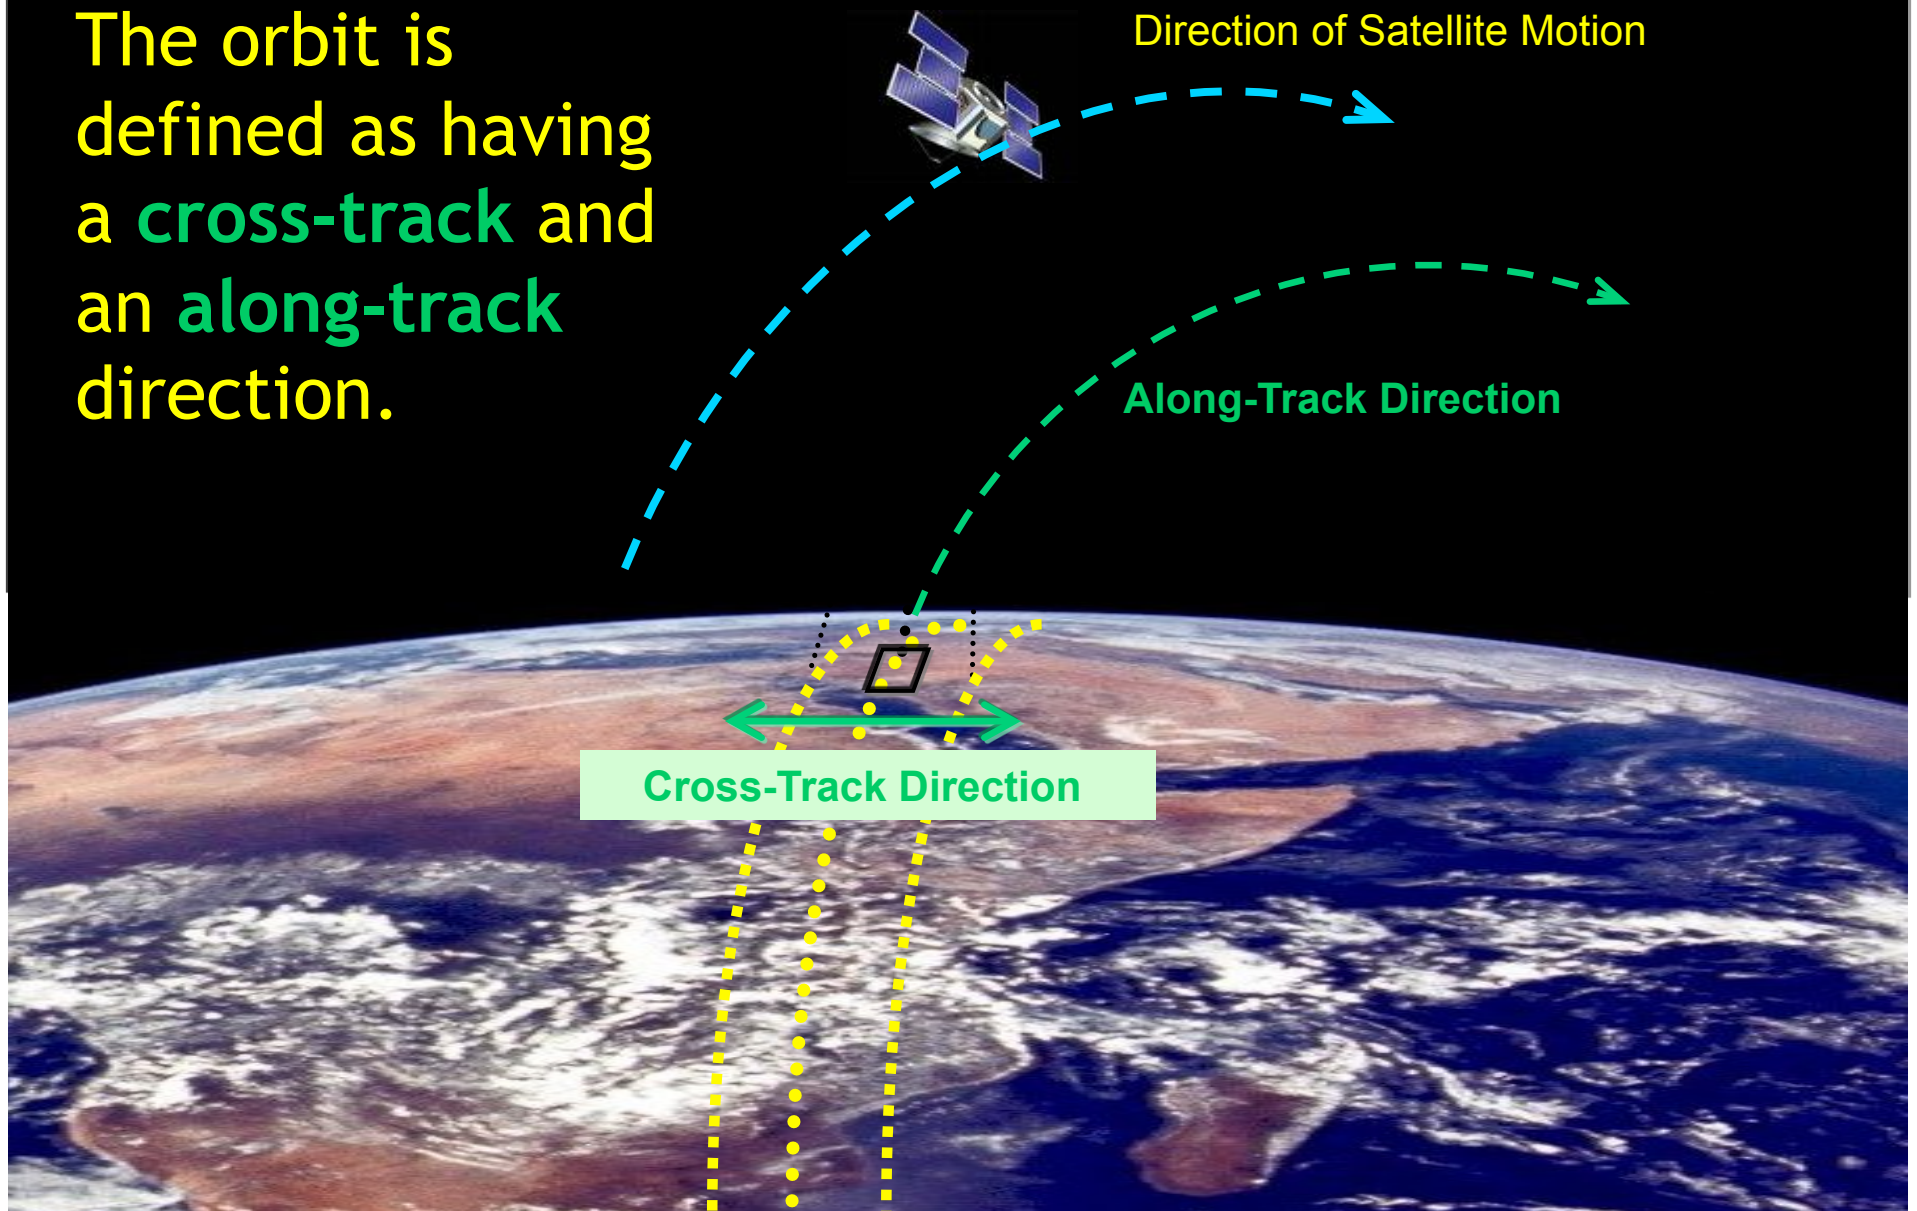 The orbit is
defined as having
a cross-track and
an along-track
direction.
Direction of Satellite Motion
Along-Track Direction
Cross-Track Direction